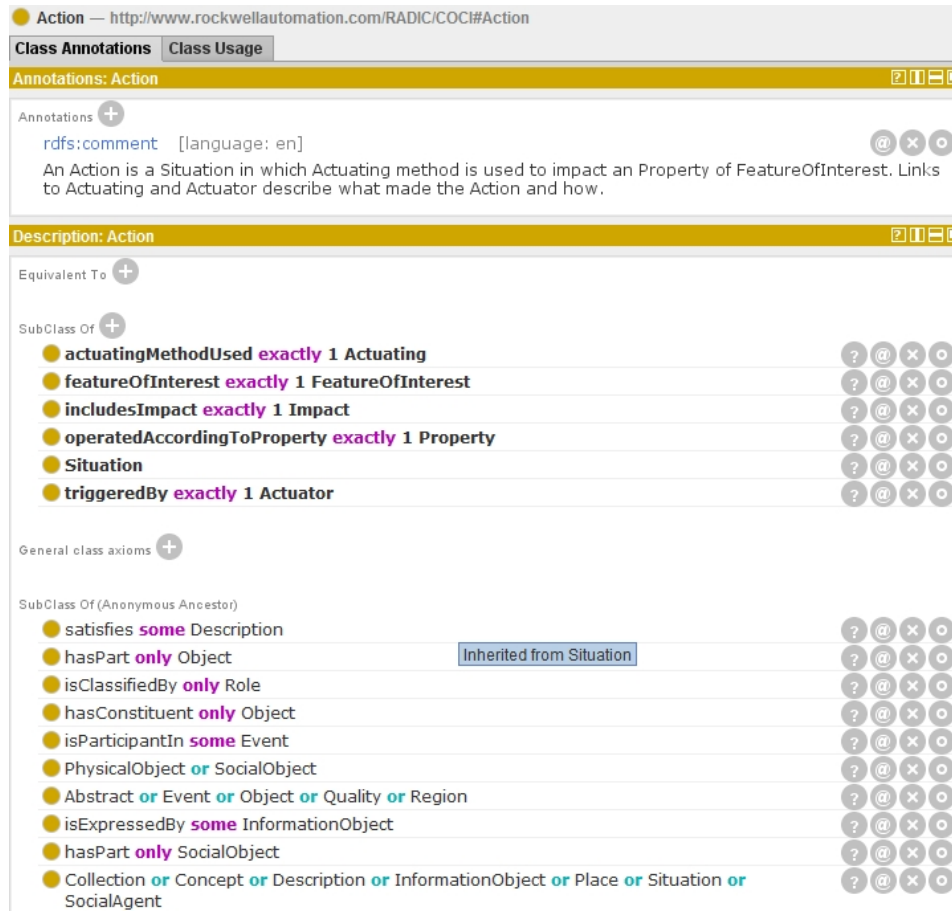 Action — http://www.rockwellautomation.com/RADIC/COCI#Action
Class Annotations Class Usage
Annotations: Action
Annotations
rdfs:comment [language: en]
An Action is a Situation in which Actuating method is used to impact an Property of FeatureOfInterest. Links
to Actuating and Actuator describe what made the Action and how.
Description: Action
Equivalent To
SubClass Of
actuatingMethodUsed exactly 1 Actuating
featureOfInterest exactly 1 FeatureOfInterest
includesImpact exactly 1 Impact
operatedAccordingToProperty exactly 1 Property
Situation
triggeredBy exactly 1 Actuator
General class axioms
SubClass Of (Anonymous Ancestor)
satisfies some Description
hasPart only Object
Inherited from Situation
isClassifiedBy only Role
hasConstituent only Object
isParticipantIn some Event
PhysicalObject or SocialObject
Abstract or Event or Object or Quality or Region
isExpressedBy some InformationObject
hasPart only SocialObject
Collection or Concept or Description or InformationObject or Place or Situation or
SocialAgent